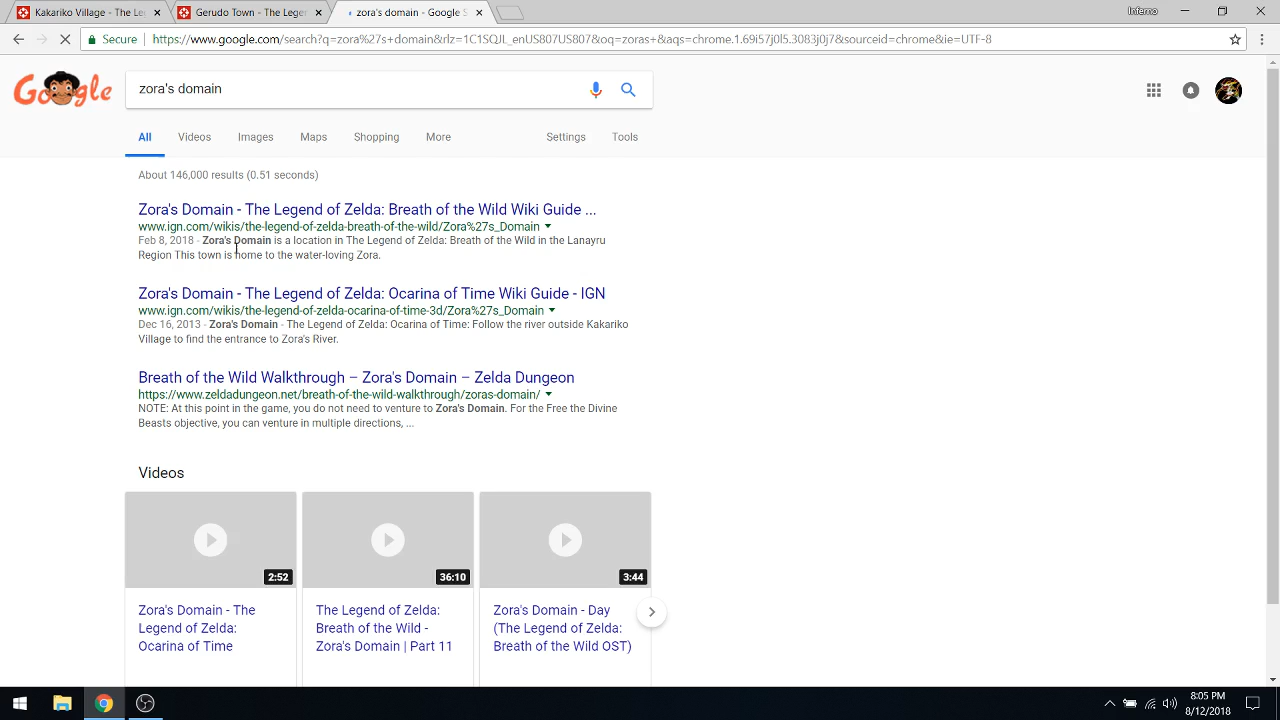 Kakariko Village - The Le
Gerudo Town - The Legen
zora's domain - Google S
Inferno
Secure
https://www.google.com/search?q=zora%27s+domain&rlz=1C1SQJL_enUS807US807&oq=zoras+&aqs=chrome.1.69i57j0l5.3083j0j7&sourceid=chrome&ie=UTF-8
Google
zora's domain
All Videos Images Maps Shopping More Settings Tools
About 146,000 results (0.51 seconds)
Zora's Domain - The Legend of Zelda: Breath of the Wild Wiki Guide ...
www.ign.com/wikis/the-legend-of-zelda-breath-of-the-wild/Zora%27s_Domain
Feb 8, 2018 - Zora's Domain is a location in The Legend of Zelda: Breath of the Wild in the Lanayru
Region This town is home to the water-loving Zora.
Zora's Domain - The Legend of Zelda: Ocarina of Time Wiki Guide - IGN
www.ign.com/wikis/the-legend-of-zelda-ocarina-of-time-3d/Zora%27s_Domain
Dec 16, 2013 - Zora's Domain - The Legend of Zelda: Ocarina of Time: Follow the river outside Kakariko
Village to find the entrance to Zora's River.
Breath of the Wild Walkthrough – Zora's Domain – Zelda Dungeon
https://www.zeldadungeon.net/breath-of-the-wild-walkthrough/zoras-domain/
NOTE: At this point in the game, you do not need to venture to Zora's Domain. For the Free the Divine
Beasts objective, you can venture in multiple directions, ...
Videos
2:52
36:10
3:44
Zora's Domain - The
Legend of Zelda:
Ocarina of Time
The Legend of Zelda:
Breath of the Wild -
Zora's Domain | Part 11
Zora's Domain - Day
(The Legend of Zelda:
Breath of the Wild OST)
8:05 PM
8/12/2018